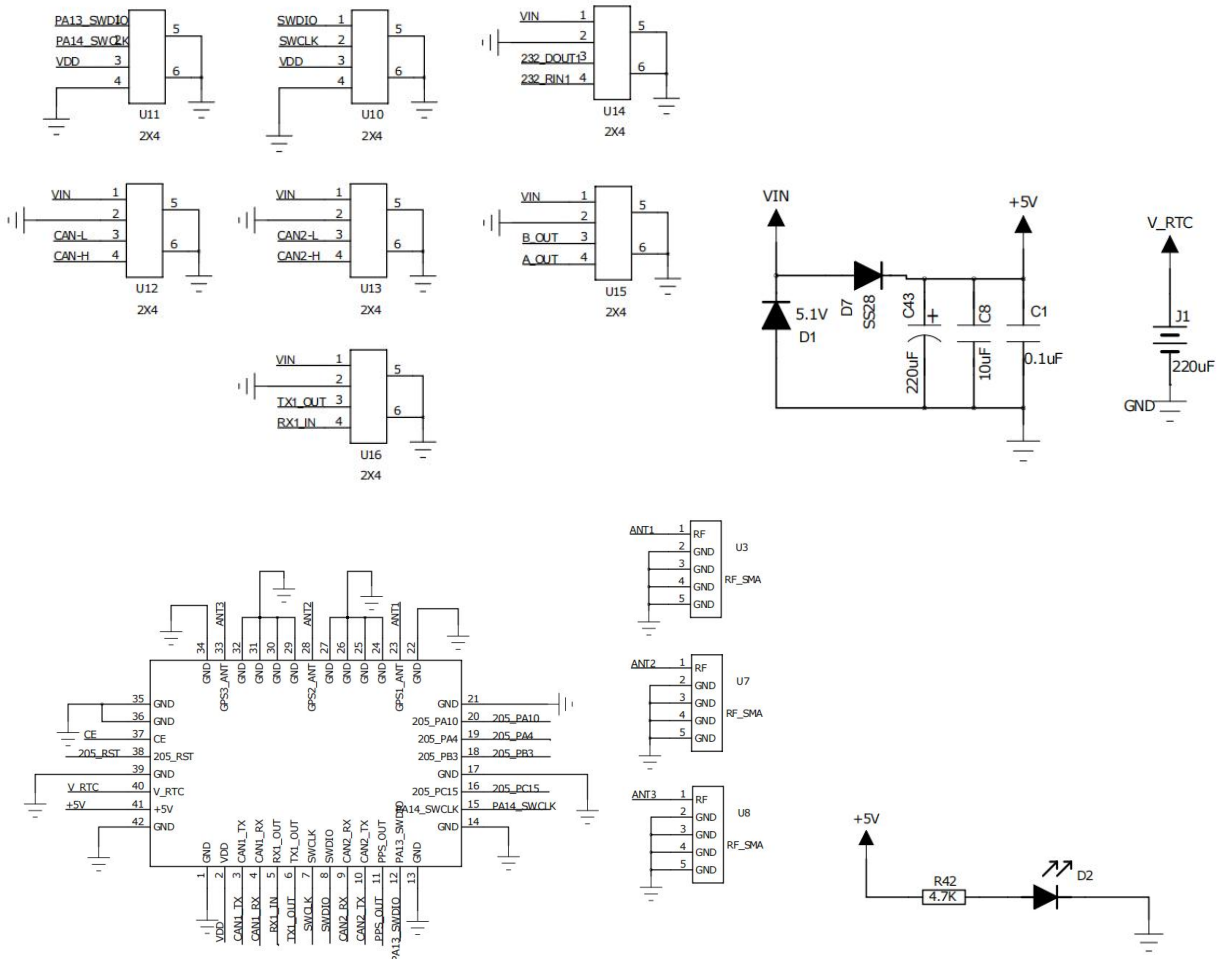 PA13_SWDIO 1
PA14_SWCLK 2
VDD 3
4
5
6
U11
2X4
SWDIO 1
SWCLK 2
VDD 3
4
5
6
U10
2X4
VIN 1
2
232_DOUT1 3
232_RIN1 4
5
6
U14
2X4
VIN 1
2
CAN-L 3
CAN-H 4
5
6
U12
2X4
VIN 1
2
CAN2-L 3
CAN2-H 4
5
6
U13
2X4
VIN 1
2
B_OUT 3
A_OUT 4
5
6
U15
2X4
VIN
+5V
5.1V
D1
D7
SS28
C43
+
220uF
C8
10uF
C1
0.1uF
V_RTC
J1
220uF
GND
VIN 1
2
TX1_OUT 3
RX1_IN 4
5
6
U16
2X4
ANT1 1 RF
2 GND
3 GND
4 GND
5 GND
U3
RF_SMA
ANT2 1 RF
2 GND
3 GND
4 GND
5 GND
U7
RF_SMA
ANT3 1 RF
2 GND
3 GND
4 GND
5 GND
U8
RF_SMA
ANT3
ANT2
ANT1
34 GND
33 GPS3_ANT
32 GND
31 GND
30 GND
29 GND
28 GPS2_ANT
27 GND
26 GND
25 GND
24 GND
23 GPS1_ANT
22 GND
35 GND
36 GND
CE 37 CE
205_RST 38 205_RST
39 GND
V_RTC 40 V_RTC
+5V 41 +5V
42 GND
GND 21
205_PA10 20 205_PA10
205_PA4 19 205_PA4
205_PB3 18 205_PB3
GND 17
205_PC15 16 205_PC15
PA14_SWCLK 15 PA14_SWCLK
GND 14
GND 1
VDD 2 VDD
CAN1_TX 3 CAN1_TX
CAN1_RX 4 CAN1_RX
RX1_OUT 5 RX1_IN
TX1_OUT 6 TX1_OUT
SWCLK 7 SWCLK
SWDIO 8 SWDIO
CAN2_RX 9 CAN2_RX
CAN2_TX 10 CAN2_TX
PPS_OUT 11 PPS_OUT
PA13_SWDIO 12 PA13_SWDIO
GND 13
+5V
R42
4.7K
D2